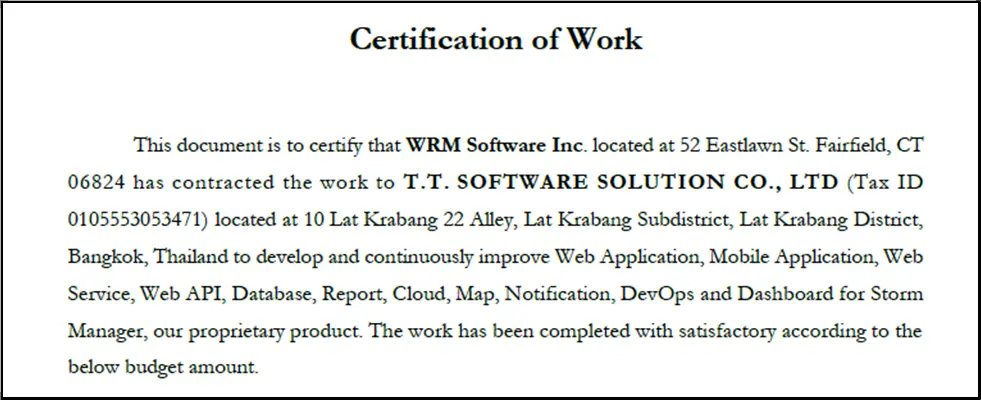 Certification of Work
This document is to certify that WRM Software Inc. located at 52 Eastlawn St. Fairfield, CT
06824 has contracted the work to T.T. SOFTWARE SOLUTION CO., LTD (Tax ID
0105553053471) located at 10 Lat Krabang 22 Alley, Lat Krabang Subdistrict, Lat Krabang District,
Bangkok, Thailand to develop and continuously improve Web Application, Mobile Application, Web
Service, Web API, Database, Report, Cloud, Map, Notification, DevOps and Dashboard for Storm
Manager, our proprietary product. The work has been completed with satisfactory according to the
below budget amount.